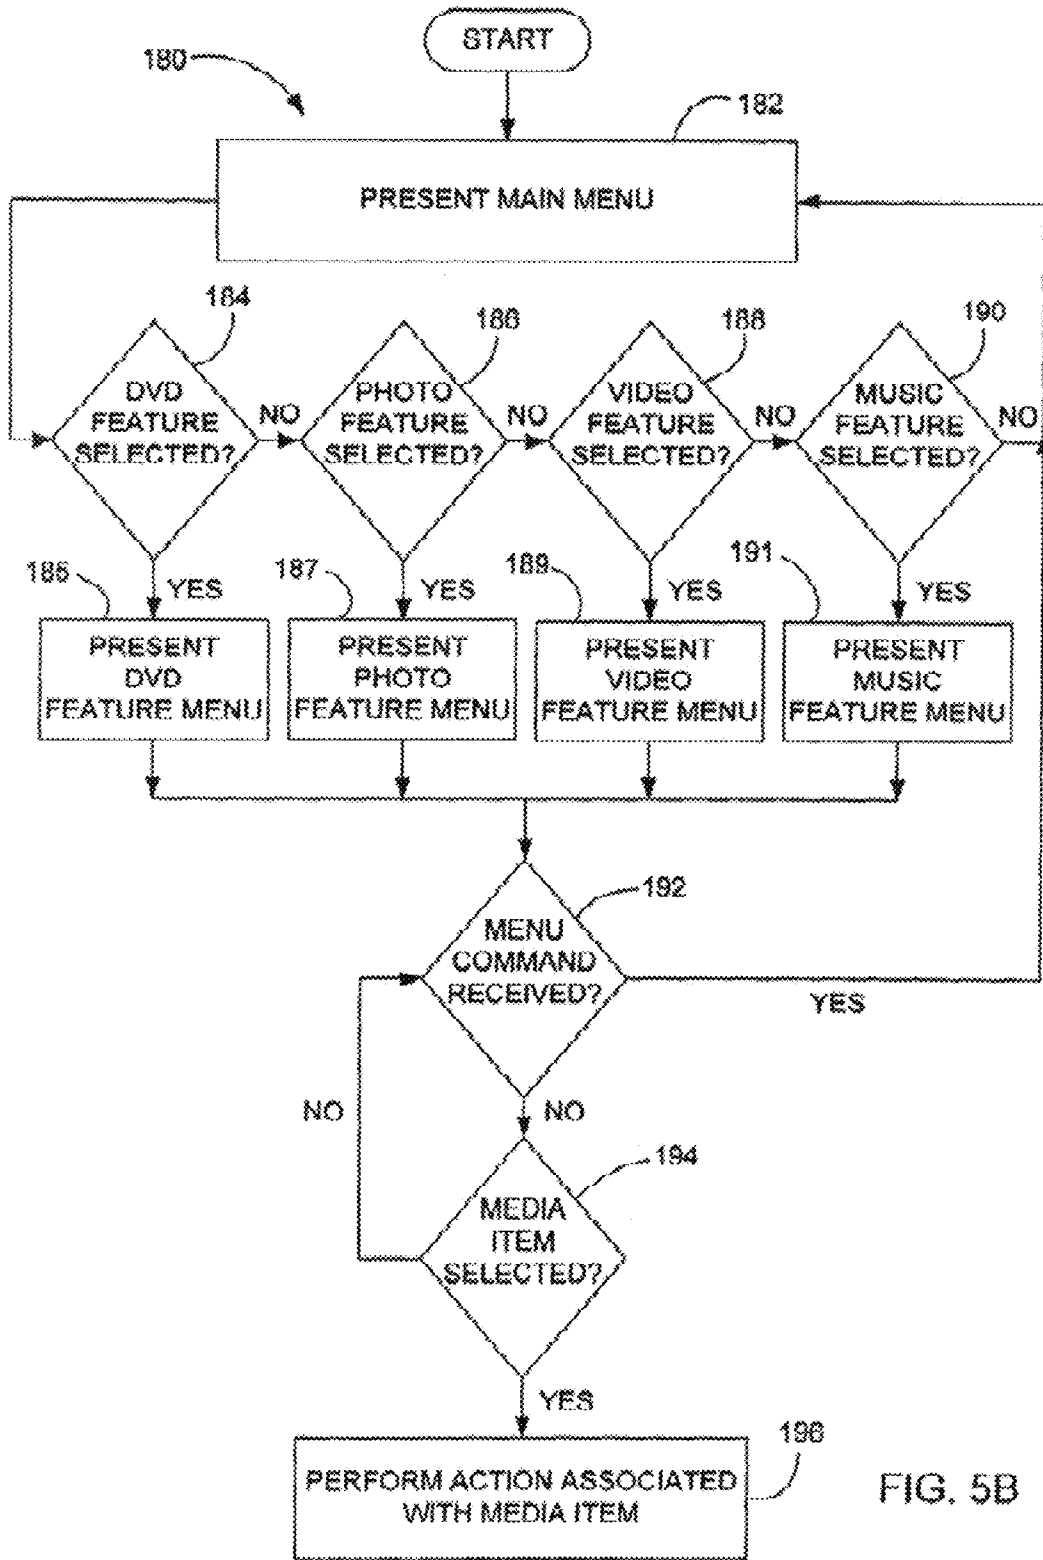 START
180
182
PRESENT MAIN MENU
184
186
188
190
DVD
FEATURE
SELECTED?
NO
PHOTO
FEATURE
SELECTED?
NO
VIDEO
FEATURE
SELECTED?
NO
MUSIC
FEATURE
SELECTED?
NO
185
YES
187
YES
189
YES
191
YES
PRESENT
DVD
FEATURE MENU
PRESENT
PHOTO
FEATURE MENU
PRESENT
VIDEO
FEATURE MENU
PRESENT
MUSIC
FEATURE MENU
192
MENU
COMMAND
RECEIVED?
YES
NO
NO
194
MEDIA
ITEM
SELECTED?
YES
196
PERFORM ACTION ASSOCIATED
WITH MEDIA ITEM
FIG. 5B